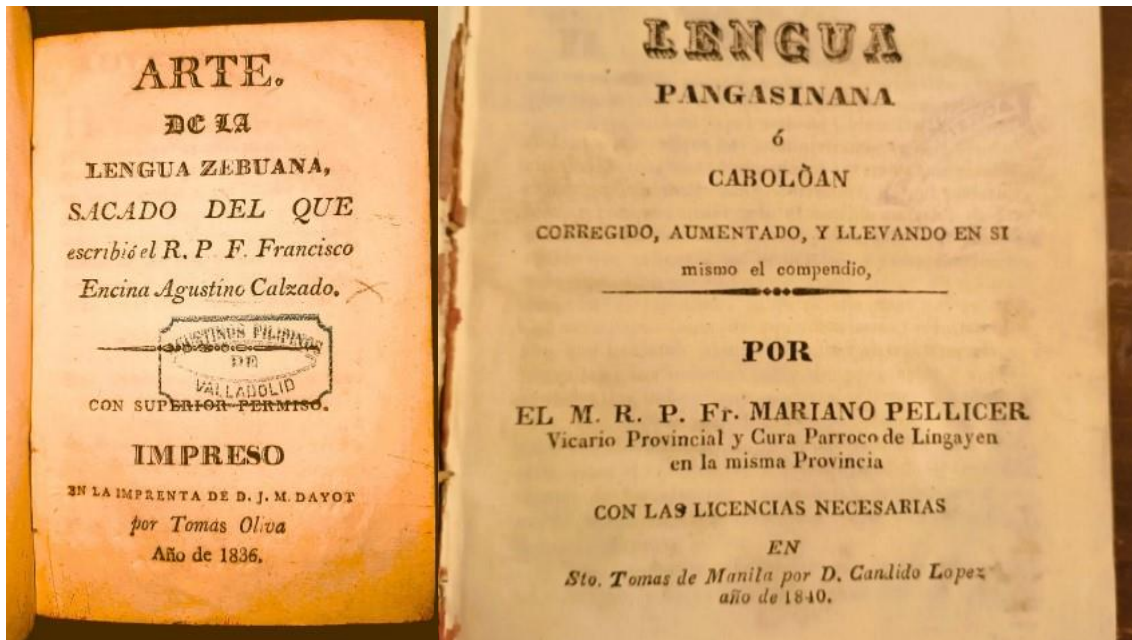 ARTE.
DE LA
LENGUA ZEBUANA,
SACADO DEL QUE
escribió el R. P. F. Francisco
Encina Agustino Calzado.
AGUSTINOS FILIPINOS
DE
VALLADOLID
CON SUPERIOR PERMISO.
IMPRESO
EN LA IMPRENTA DE D. J. M. DAYOT
por Tomas Oliva
Año de 1836.
LENGUA
PANGASINANA
ó
CABOLÒAN
CORREGIDO, AUMENTADO, Y LLEVANDO EN SI
mismo el compendio,
POR
EL M. R. P. Fr. MARIANO PELLICER
Vicario Provincial y Cura Parroco de Lingayen
en la misma Provincia
CON LAS LICENCIAS NECESARIAS
EN
Sto. Tomas de Manila por D. Candido Lopez
año de 1840.